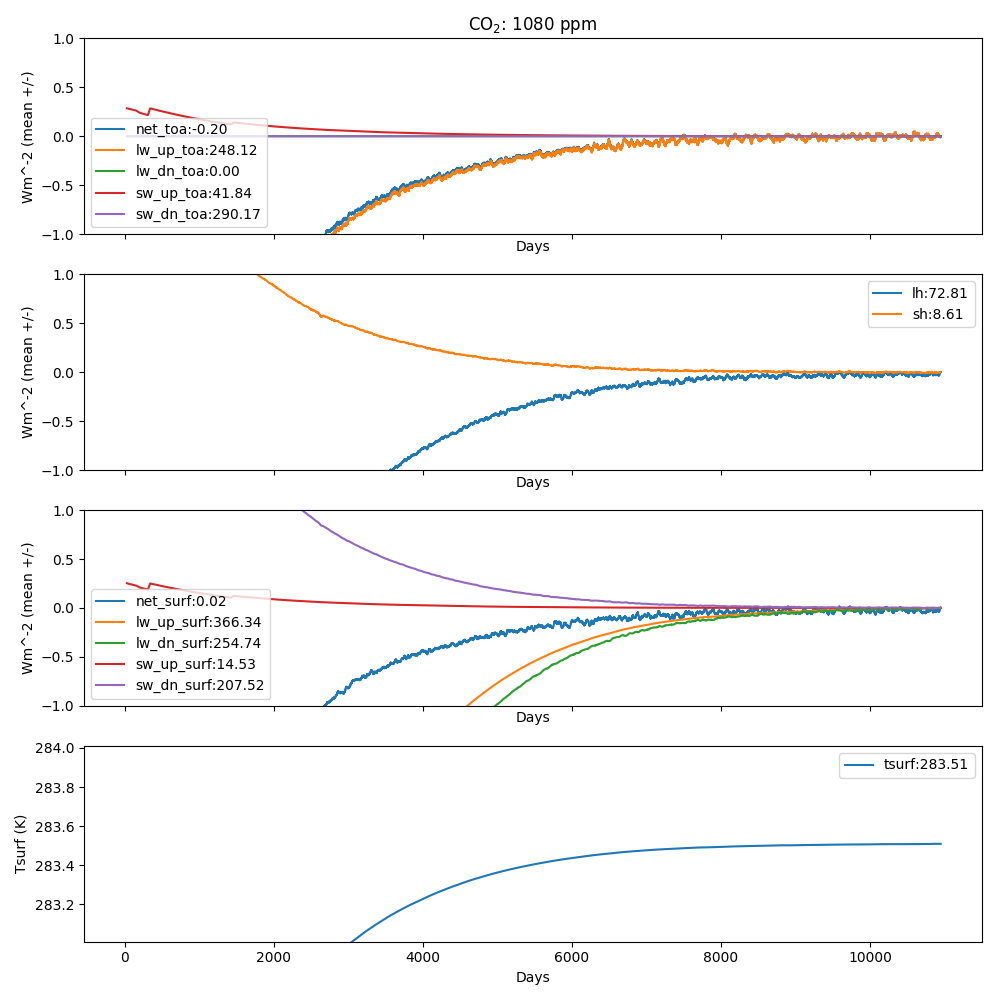 CO₂: 1080 ppm
1.0
0.5
0.0
−0.5
−1.0
Wm^-2 (mean +/-)
net_toa:-0.20
lw_up_toa:248.12
lw_dn_toa:0.00
sw_up_toa:41.84
sw_dn_toa:290.17
Days
1.0
0.5
0.0
−0.5
−1.0
Wm^-2 (mean +/-)
lh:72.81
sh:8.61
Days
1.0
0.5
0.0
−0.5
−1.0
Wm^-2 (mean +/-)
net_surf:0.02
lw_up_surf:366.34
lw_dn_surf:254.74
sw_up_surf:14.53
sw_dn_surf:207.52
Days
284.0
283.8
283.6
283.4
283.2
Tsurf (K)
tsurf:283.51
0 2000 4000 6000 8000 10000
Days